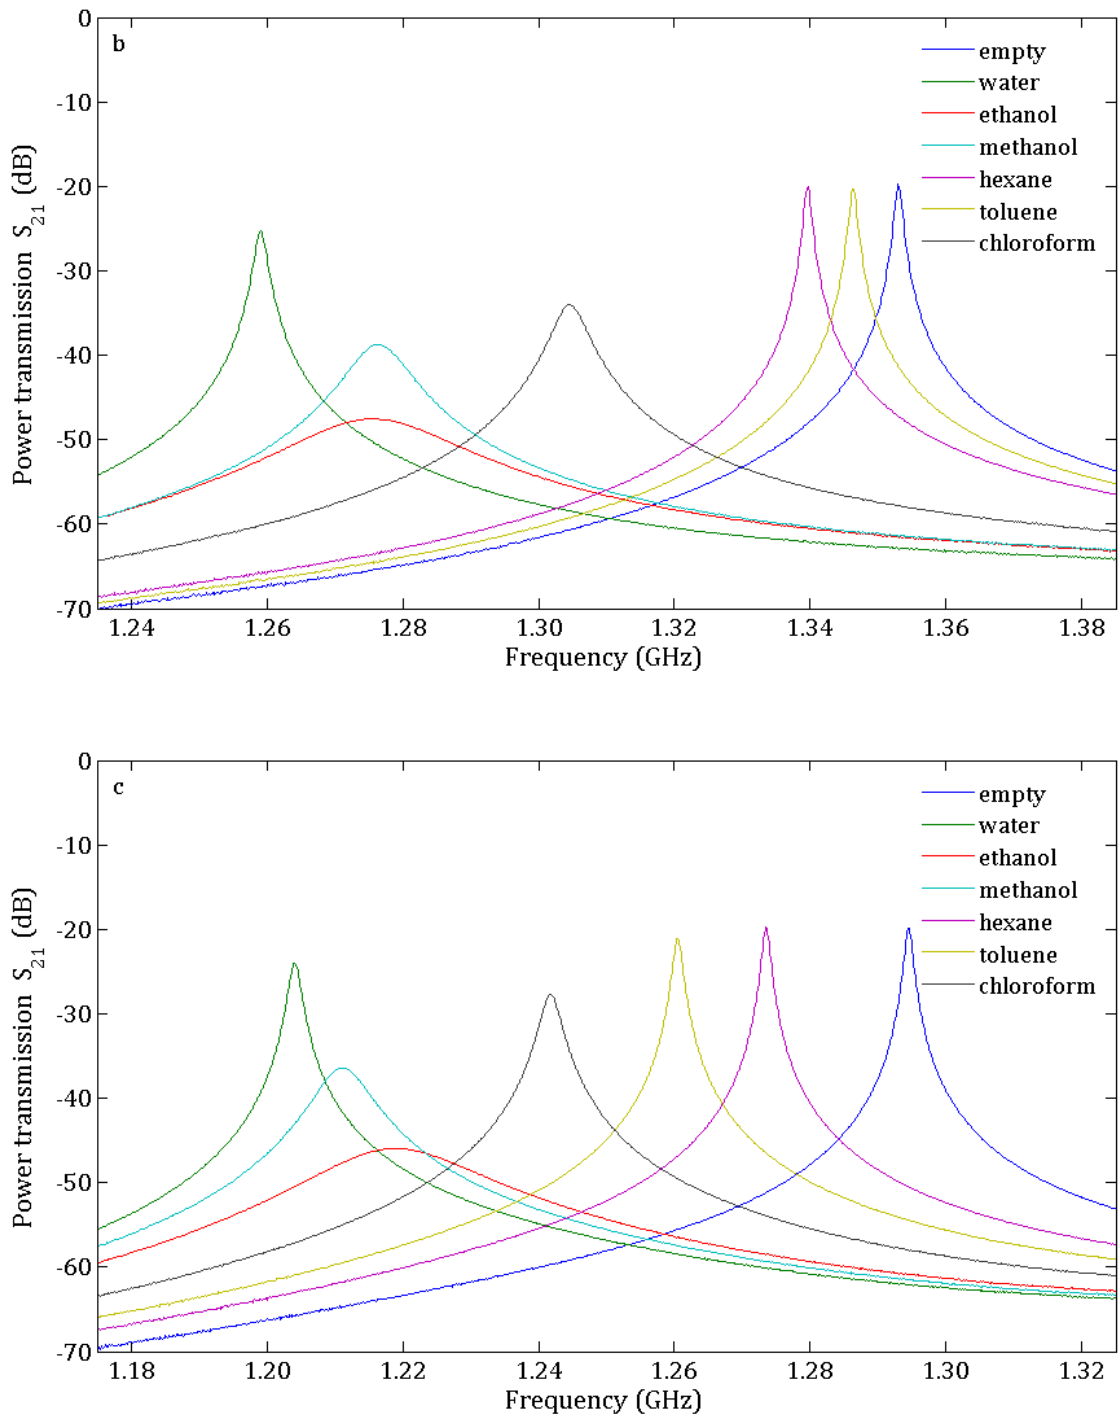 0
b
empty
-10
water
ethanol
methanol
-20
hexane
toluene
chloroform
-30
-40
-50
-60
-70
Power transmission S21 (dB)
1.24 1.26 1.28 1.30 1.32 1.34 1.36 1.38
Frequency (GHz)
0
c
empty
water
-10
ethanol
methanol
-20
hexane
toluene
chloroform
-30
-40
-50
-60
-70
Power transmission S21 (dB)
1.18 1.20 1.22 1.24 1.26 1.28 1.30 1.32
Frequency (GHz)